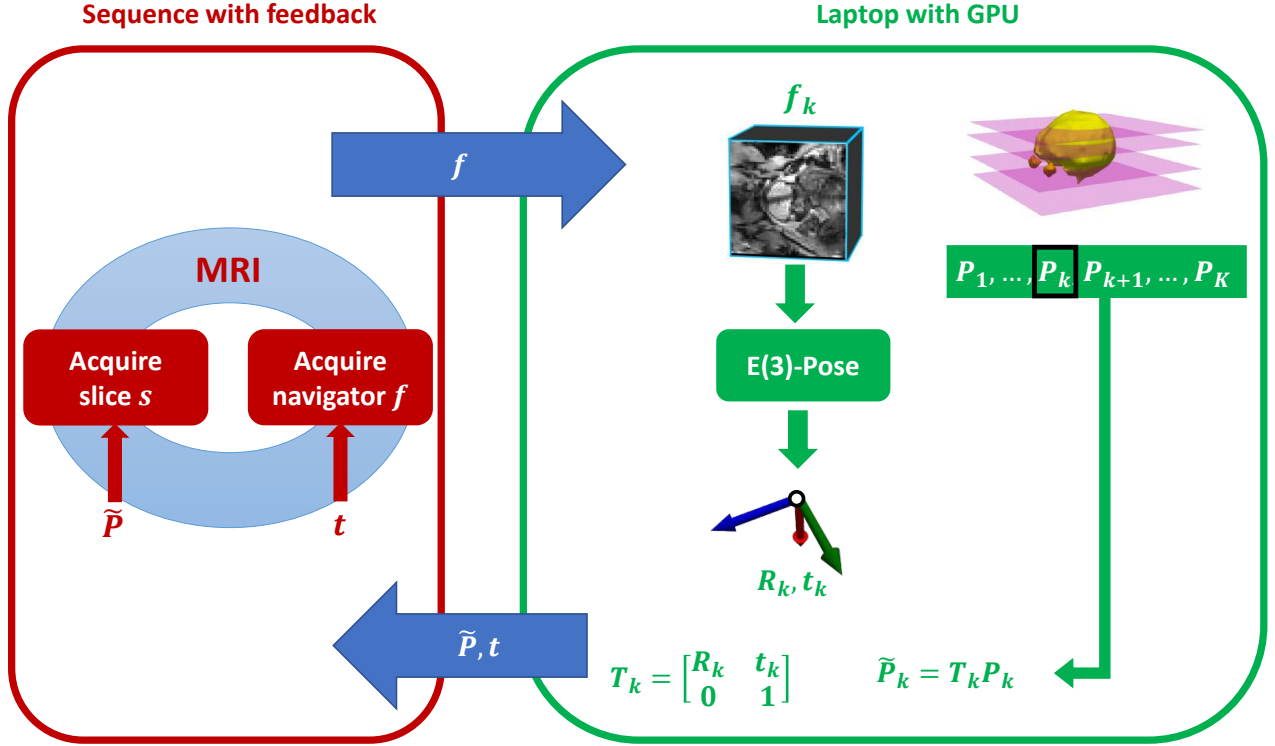 Sequence with feedback
Laptop with GPU
f
f_k
MRI
Acquire
slice s
Acquire
navigator f
P̃
t
P_1, …, P_k, P_{k+1}, …, P_K
E(3)-Pose
R_k, t_k
P̃, t
T_k = [R_k t_k
0 1]
P̃_k = T_k P_k